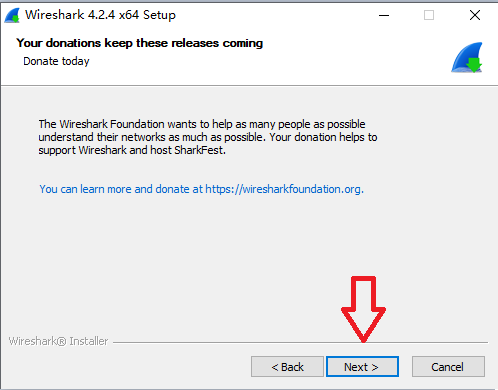 Wireshark 4.2.4 x64 Setup
Your donations keep these releases coming
Donate today
The Wireshark Foundation wants to help as many people as possible
understand their networks as much as possible. Your donation helps to
support Wireshark and host SharkFest.
You can learn more and donate at https://wiresharkfoundation.org.
Wireshark® Installer
< Back
Next >
Cancel